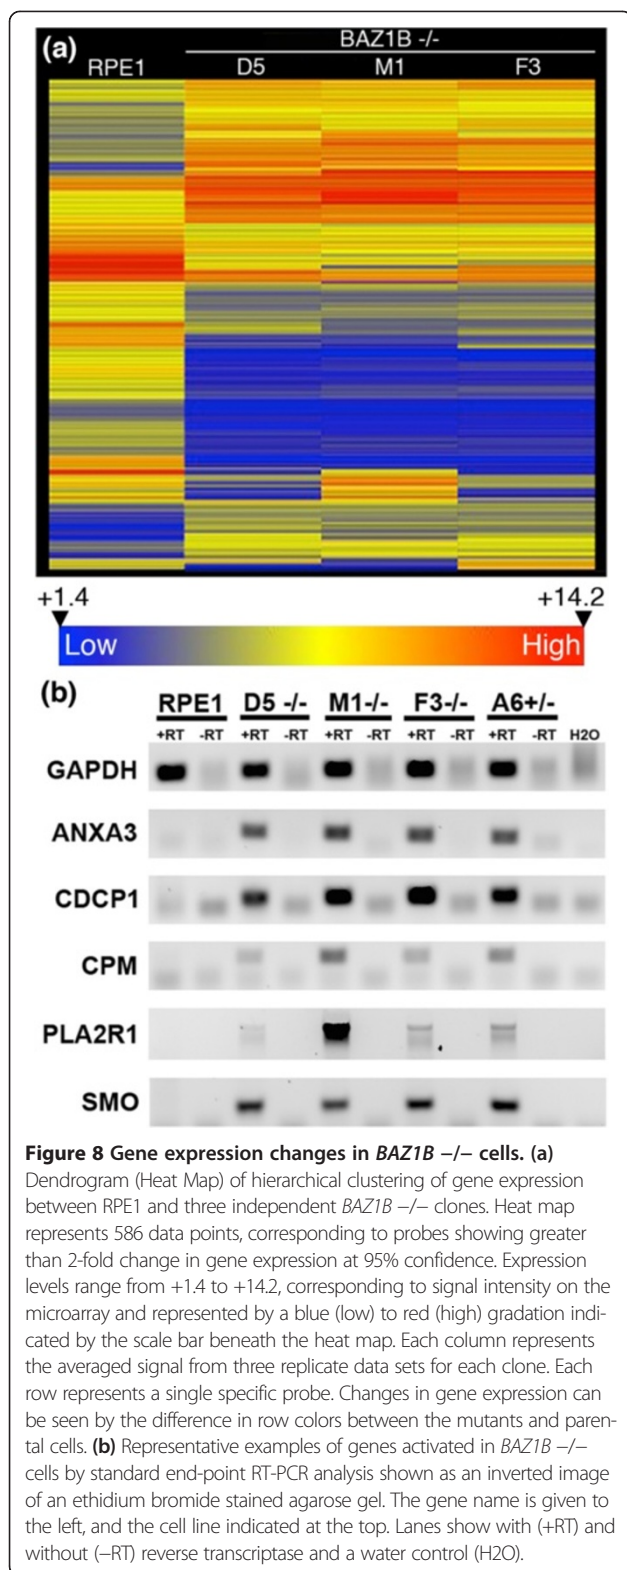 (a)
BAZ1B -/-
RPE1 D5 M1 F3
+1.4 +14.2
Low High
(b)
RPE1 D5 -/- M1-/- F3-/- A6+/-
+RT -RT +RT -RT +RT -RT +RT -RT +RT -RT H2O
GAPDH
ANXA3
CDCP1
CPM
PLA2R1
SMO
Figure 8 Gene expression changes in BAZ1B −/− cells. (a)
Dendrogram (Heat Map) of hierarchical clustering of gene expression
between RPE1 and three independent BAZ1B −/− clones. Heat map
represents 586 data points, corresponding to probes showing greater
than 2-fold change in gene expression at 95% confidence. Expression
levels range from +1.4 to +14.2, corresponding to signal intensity on the
microarray and represented by a blue (low) to red (high) gradation indi-
cated by the scale bar beneath the heat map. Each column represents
the averaged signal from three replicate data sets for each clone. Each
row represents a single specific probe. Changes in gene expression can
be seen by the difference in row colors between the mutants and paren-
tal cells. (b) Representative examples of genes activated in BAZ1B −/−
cells by standard end-point RT-PCR analysis shown as an inverted image
of an ethidium bromide stained agarose gel. The gene name is given to
the left, and the cell line indicated at the top. Lanes show with (+RT) and
without (−RT) reverse transcriptase and a water control (H2O).